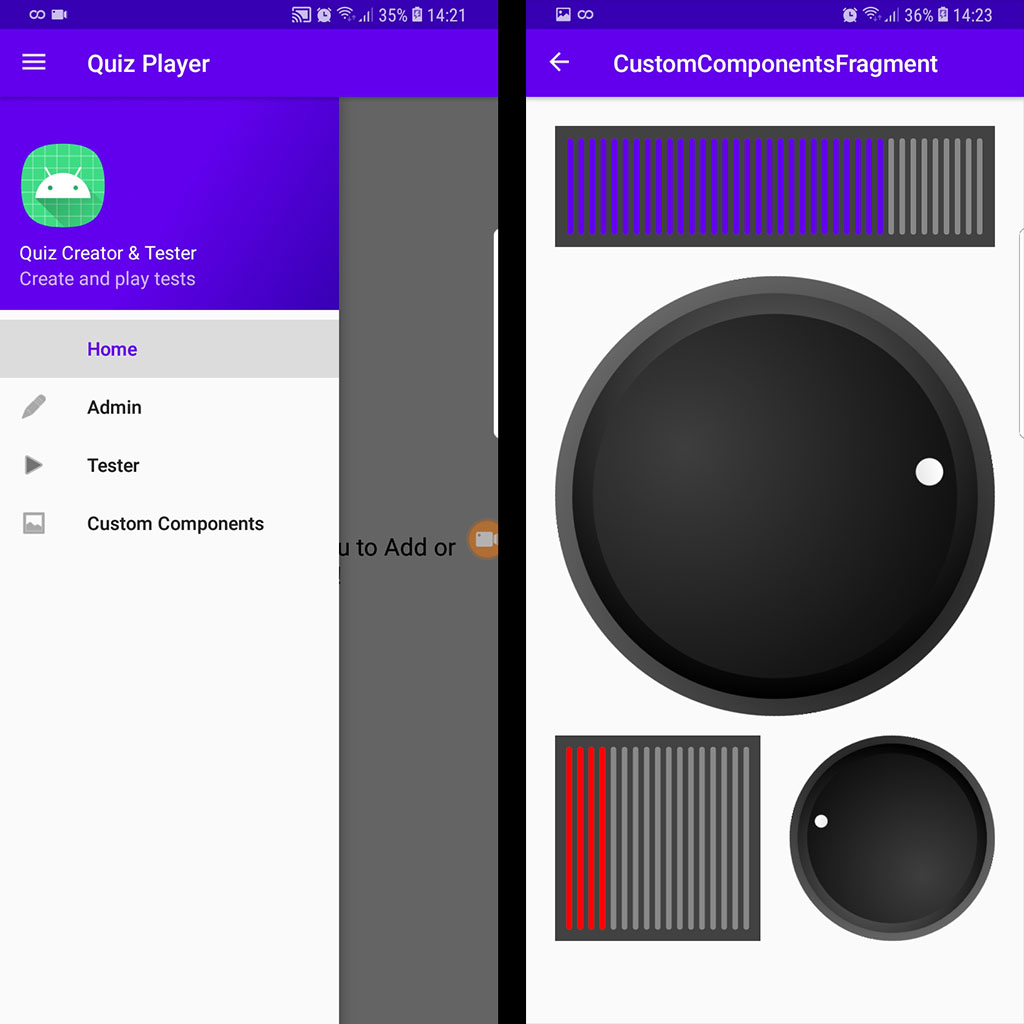 35% 14:21
Quiz Player
Quiz Creator & Tester
Create and play tests
Home
Admin
Tester
Custom Components
u to Add or
!
36% 14:23
CustomComponentsFragment